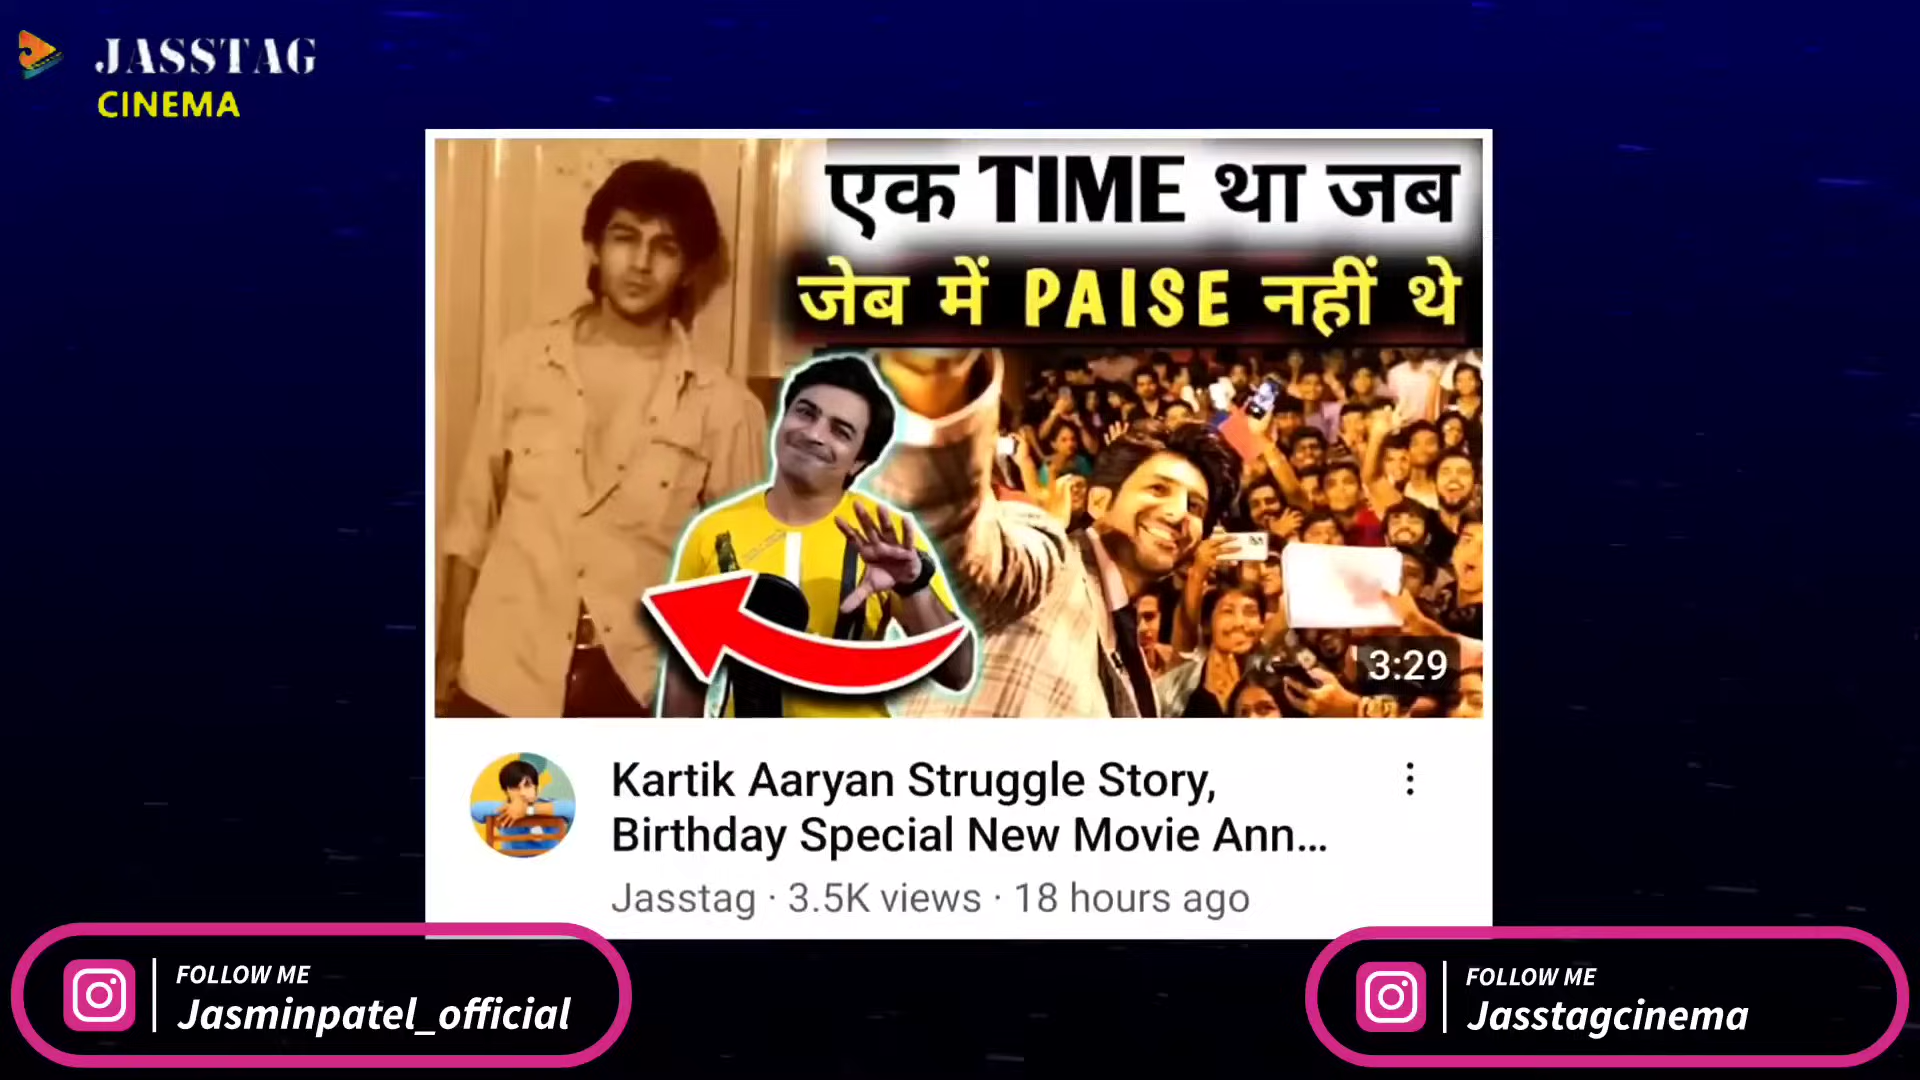 JASSTAG
CINEMA
एक TIME था जब
जेब में PAISE नहीं थे
3:29
Kartik Aaryan Struggle Story,
Birthday Special New Movie Ann...
Jasstag · 3.5K views · 18 hours ago
FOLLOW ME
Jasminpatel_official
FOLLOW ME
Jasstagcinema